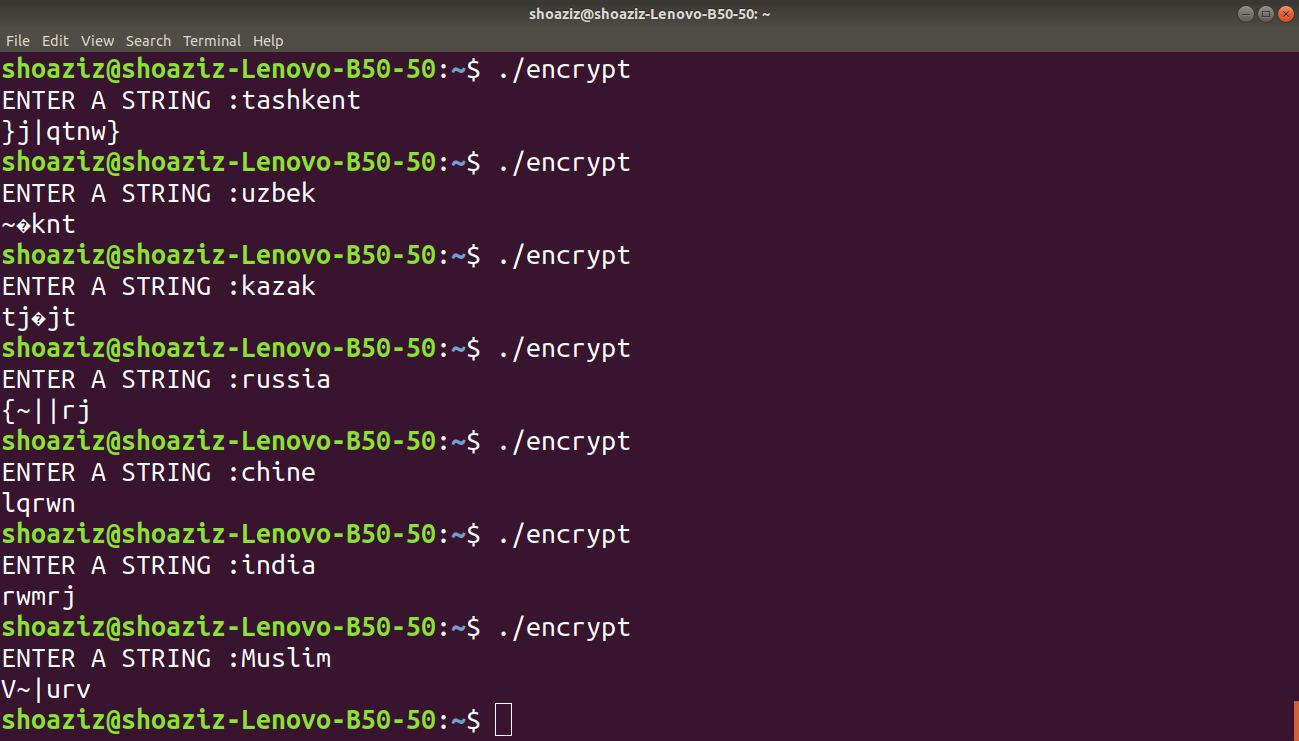 shoaziz@shoaziz-Lenovo-B50-50: ~
File Edit View Search Terminal Help
shoaziz@shoaziz-Lenovo-B50-50:~$ ./encrypt
ENTER A STRING :tashkent
}j|qtnw}
shoaziz@shoaziz-Lenovo-B50-50:~$ ./encrypt
ENTER A STRING :uzbek
~�knt
shoaziz@shoaziz-Lenovo-B50-50:~$ ./encrypt
ENTER A STRING :kazak
tj�jt
shoaziz@shoaziz-Lenovo-B50-50:~$ ./encrypt
ENTER A STRING :russia
{~||rj
shoaziz@shoaziz-Lenovo-B50-50:~$ ./encrypt
ENTER A STRING :chine
lqrwn
shoaziz@shoaziz-Lenovo-B50-50:~$ ./encrypt
ENTER A STRING :india
rwmrj
shoaziz@shoaziz-Lenovo-B50-50:~$ ./encrypt
ENTER A STRING :Muslim
V~|urv
shoaziz@shoaziz-Lenovo-B50-50:~$